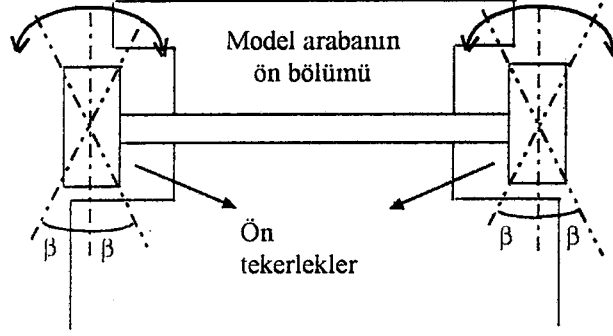 Model arabanın
ön bölümü
β β
β β
Ön
tekerlekler